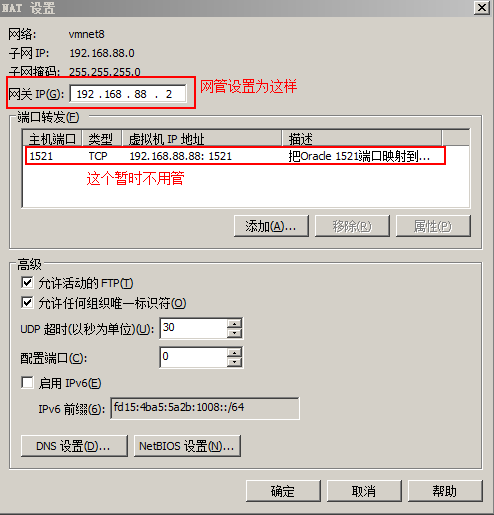 NAT 设置
网络: vmnet8
子网 IP: 192.168.88.0
子网掩码: 255.255.255.0
网关 IP(G): 192 .168 . 88 . 2
网管设置为这样
端口转发(F)
主机端口 类型 虚拟机 IP 地址 描述
1521 TCP 192.168.88.88: 1521 把Oracle 1521端口映射到...
这个暂时不用管
添加(A)... 移除(R) 属性(P)
高级
允许活动的 FTP(T)
允许任何组织唯一标识符(O)
UDP 超时(以秒为单位)(U): 30
配置端口(C): 0
启用 IPv6(E)
IPv6 前缀(6): fd15:4ba5:5a2b:1008::/64
DNS 设置(D)... NetBIOS 设置(N)...
确定 取消 帮助